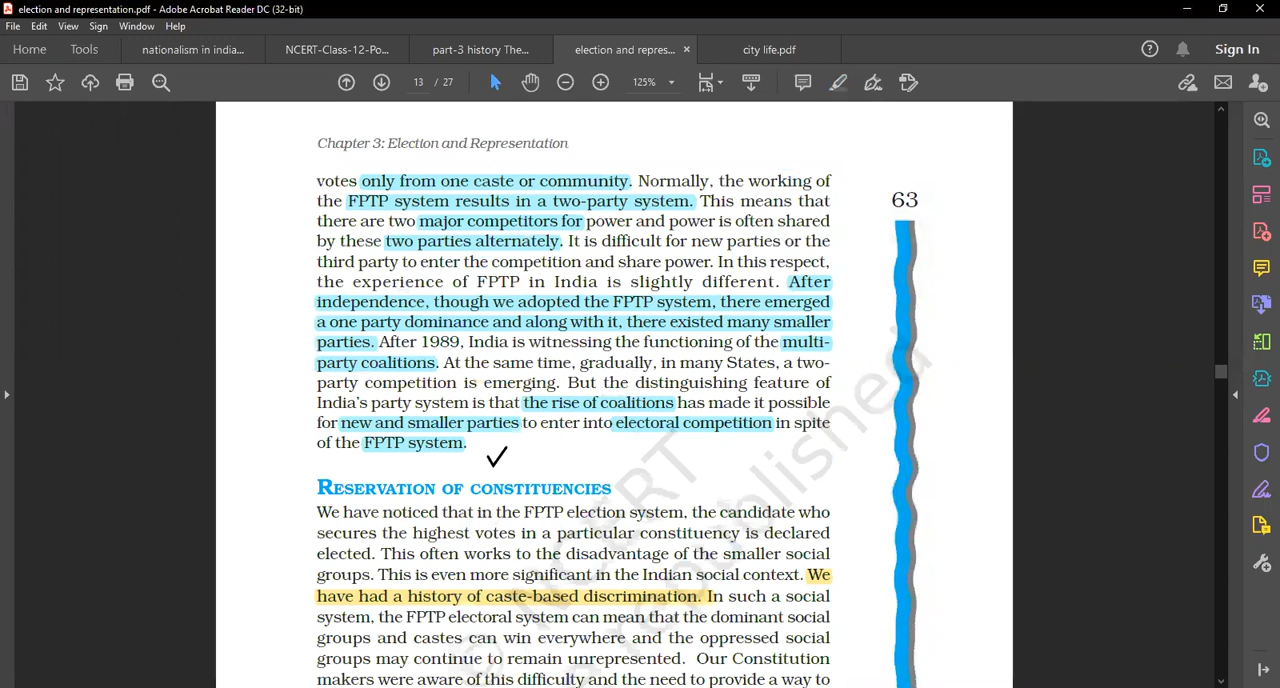 election and representation.pdf - Adobe Acrobat Reader DC (32-bit)
File Edit View Sign Window Help
Home Tools nationalism in india... NCERT-Class-12-Po... part-3 history The... election and repres... × city life.pdf Sign In
13 / 27 125%
Chapter 3: Election and Representation
votes only from one caste or community. Normally, the working of
the FPTP system results in a two-party system. This means that
there are two major competitors for power and power is often shared
by these two parties alternately. It is difficult for new parties or the
third party to enter the competition and share power. In this respect,
the experience of FPTP in India is slightly different. After
independence, though we adopted the FPTP system, there emerged
a one party dominance and along with it, there existed many smaller
parties. After 1989, India is witnessing the functioning of the multi-
party coalitions. At the same time, gradually, in many States, a two-
party competition is emerging. But the distinguishing feature of
India's party system is that the rise of coalitions has made it possible
for new and smaller parties to enter into electoral competition in spite
of the FPTP system.
63
RESERVATION OF CONSTITUENCIES
We have noticed that in the FPTP election system, the candidate who
secures the highest votes in a particular constituency is declared
elected. This often works to the disadvantage of the smaller social
groups. This is even more significant in the Indian social context. We
have had a history of caste-based discrimination. In such a social
system, the FPTP electoral system can mean that the dominant social
groups and castes can win everywhere and the oppressed social
groups may continue to remain unrepresented. Our Constitution
makers were aware of this difficulty and the need to provide a way to
© NCERT
republished